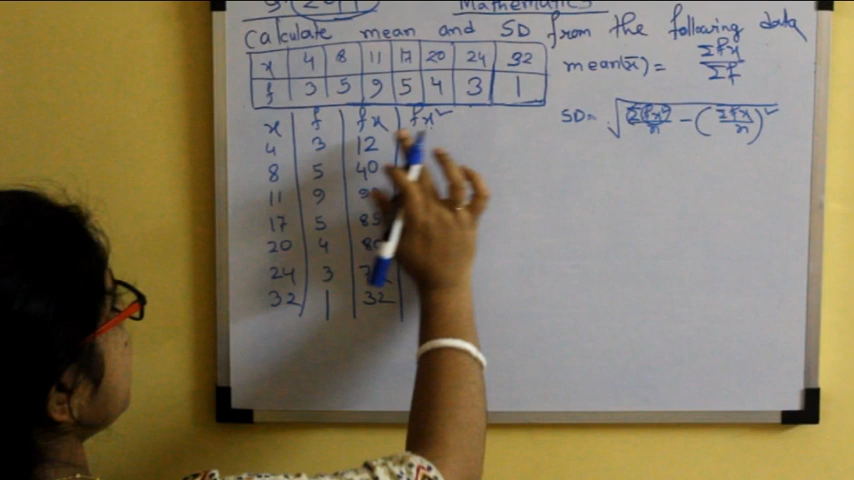 Mathematics
Calculate mean and SD from the following data
x 4 8 11 17 20 24 32
f 3 5 9 5 4 3 1
mean(x̄) = Σfx / Σf
SD = √(Σ(fx²)/n − (Σfx/n)²)
x f fx fx²
4 3 12
8 5 40
11 9
17 5 85
20 4 80
24 3
32 1 32